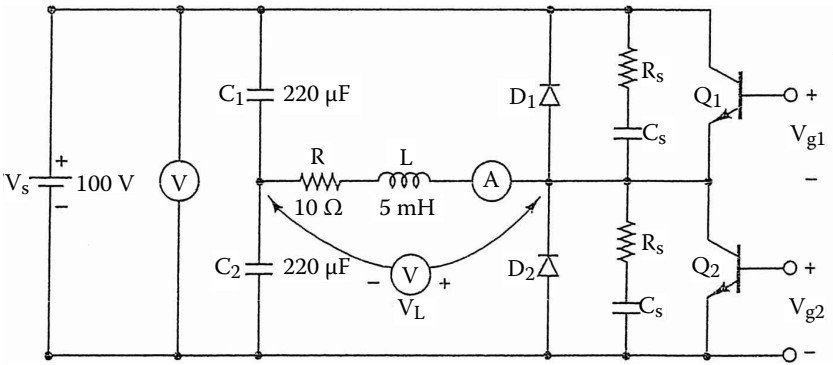 C1 220 μF
D1
Rs
Cs
Q1
+
Vg1
–
Vs
+
–
100 V
V
R
10 Ω
L
5 mH
A
C2 220 μF
– V +
VL
D2
Rs
Cs
Q2
+
Vg2
–